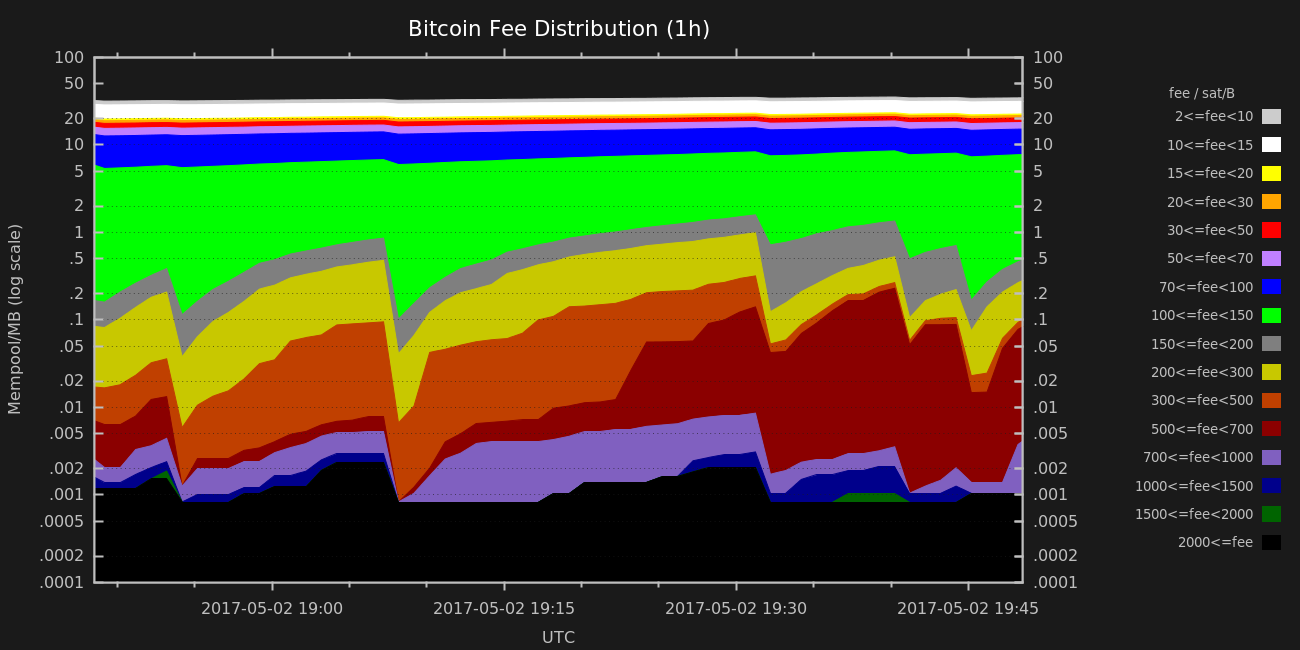 Bitcoin Fee Distribution (1h)
Mempool/MB (log scale)
100
50
20
10
5
2
1
.5
.2
.1
.05
.02
.01
.005
.002
.001
.0005
.0002
.0001
100
50
20
10
5
2
1
.5
.2
.1
.05
.02
.01
.005
.002
.001
.0005
.0002
.0001
fee / sat/B
2<=fee<10
10<=fee<15
15<=fee<20
20<=fee<30
30<=fee<50
50<=fee<70
70<=fee<100
100<=fee<150
150<=fee<200
200<=fee<300
300<=fee<500
500<=fee<700
700<=fee<1000
1000<=fee<1500
1500<=fee<2000
2000<=fee
2017-05-02 19:00 2017-05-02 19:15 2017-05-02 19:30 2017-05-02 19:45
UTC